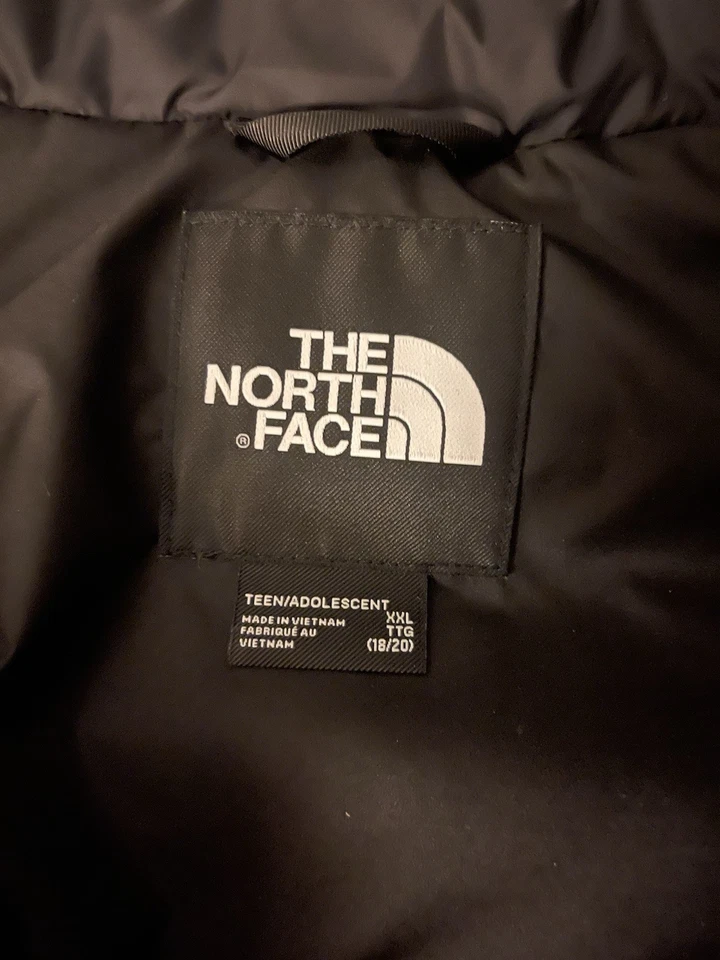 THE
NORTH
® FACE
TEEN/ADOLESCENT
MADE IN VIETNAM XXL
FABRIQUÉ AU TTG
VIETNAM (18/20)